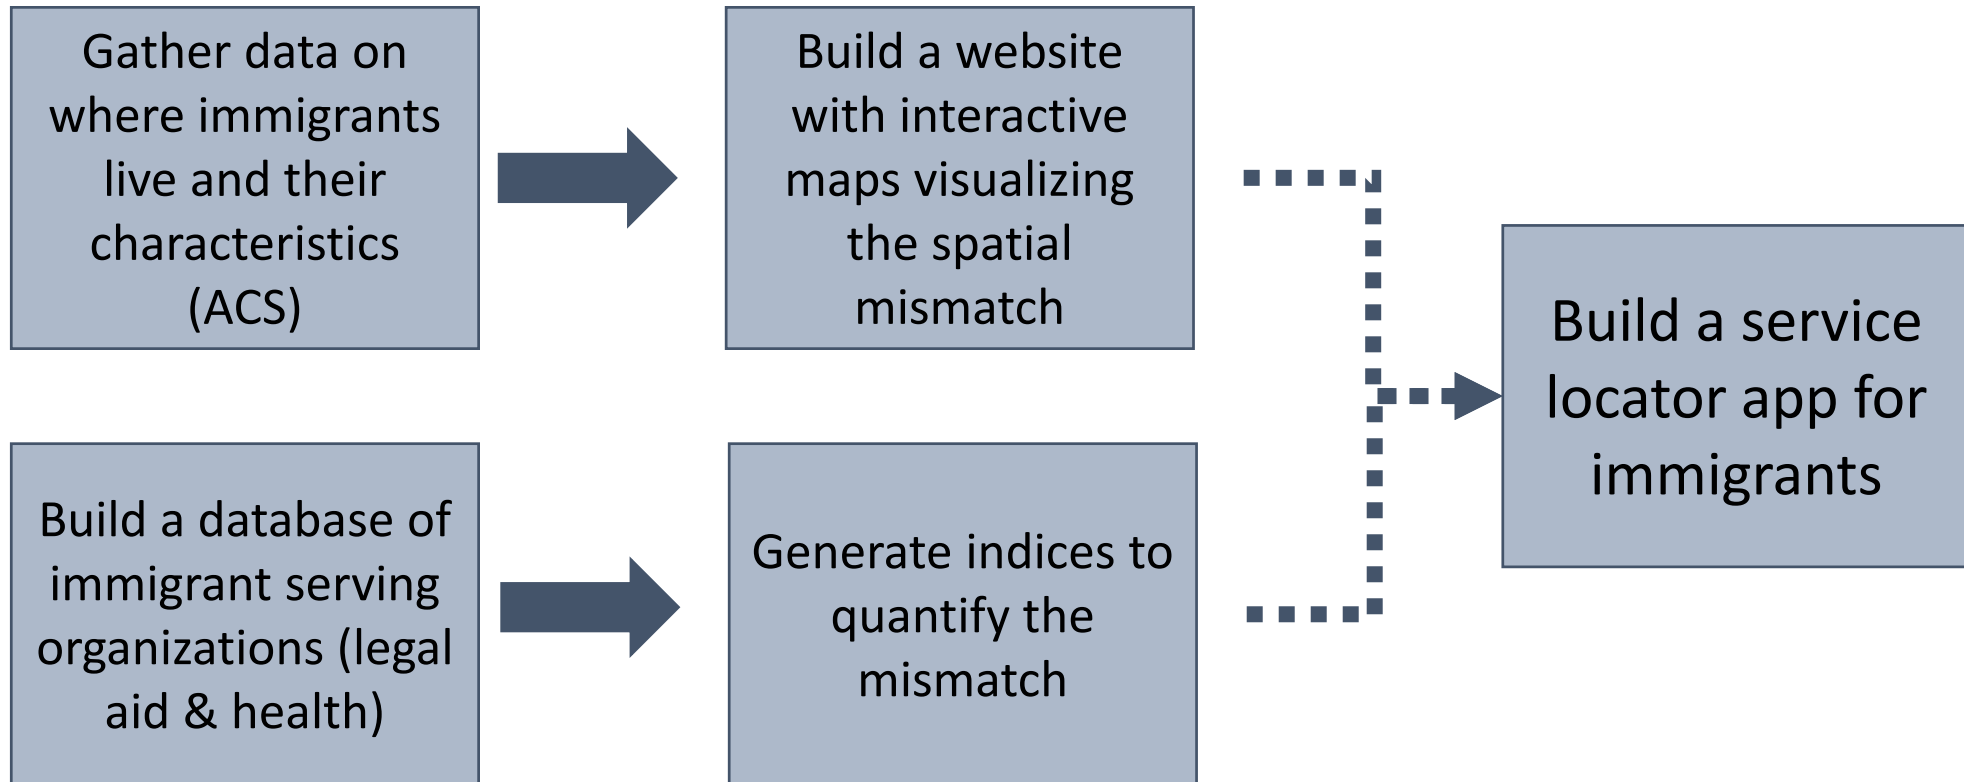 Gather data on
where immigrants
live and their
characteristics
(ACS)
Build a website
with interactive
maps visualizing
the spatial
mismatch
Build a database of
immigrant serving
organizations (legal
aid & health)
Generate indices to
quantify the
mismatch
Build a service
locator app for
immigrants